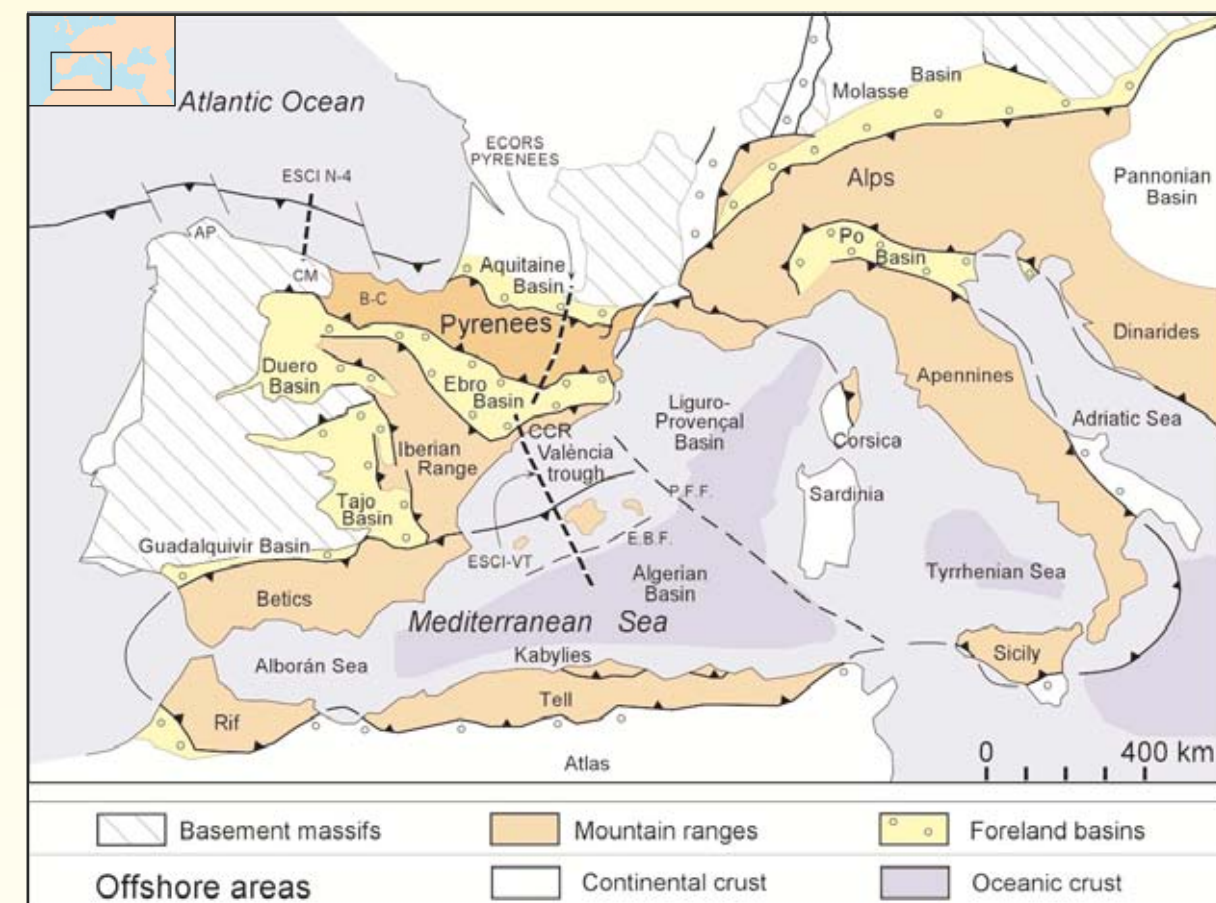 Atlantic Ocean
ECORS
PYRENEES
ESCI N-4
Molasse
Basin
Alps
Pannonian
Basin
AP
CM
B-C
Aquitaine
Basin
Pyrenees
Po
Basin
Dinarides
Duero
Basin
Ebro
Basin
Iberian
Range
CCR
València
trough
Liguro-
Provençal
Basin
Corsica
Apennines
Adriatic Sea
Tajo
Basin
P.F.F.
Sardinia
Guadalquivir Basin
ESCI-VT
E.B.F.
Algerian
Basin
Tyrrhenian Sea
Betics
Mediterranean Sea
Alborán Sea
Kabylies
Sicily
Rif
Tell
Atlas
0 400 km
Basement massifs
Mountain ranges
Foreland basins
Offshore areas
Continental crust
Oceanic crust